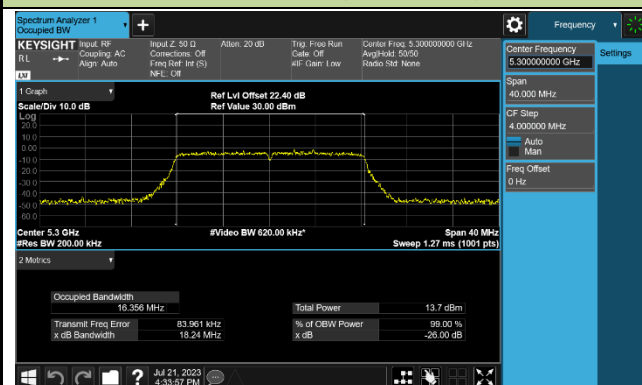 Spectrum Analyzer 1
Occupied BW
Frequency
KEYSIGHT
RL
LXI
Input: RF
Coupling: AC
Align: Auto
Input Z: 50 Ω
Corrections: Off
Freq Ref: Int (S)
NFE: Off
Atten: 20 dB
Trig: Free Run
Gate: Off
#IF Gain: Low
Center Freq: 5.300000000 GHz
Avg|Hold: 50/50
Radio Std: None
Center Frequency
5.300000000 GHz
Settings
Span
40.000 MHz
CF Step
4.000000 MHz
Auto
Man
Freq Offset
0 Hz
1 Graph
Scale/Div 10.0 dB
Ref Lvl Offset 22.40 dB
Ref Value 30.00 dBm
Log
20.0
10.0
0.00
-10.0
-20.0
-30.0
-40.0
-50.0
-60.0
Center 5.3 GHz
#Video BW 620.00 kHz*
Span 40 MHz
#Res BW 200.00 kHz
Sweep 1.27 ms (1001 pts)
2 Metrics
Occupied Bandwidth
16.356 MHz
Total Power 13.7 dBm
Transmit Freq Error 83.961 kHz
% of OBW Power 99.00 %
x dB Bandwidth 18.24 MHz
x dB -26.00 dB
?
Jul 21, 2023
4:33:57 PM